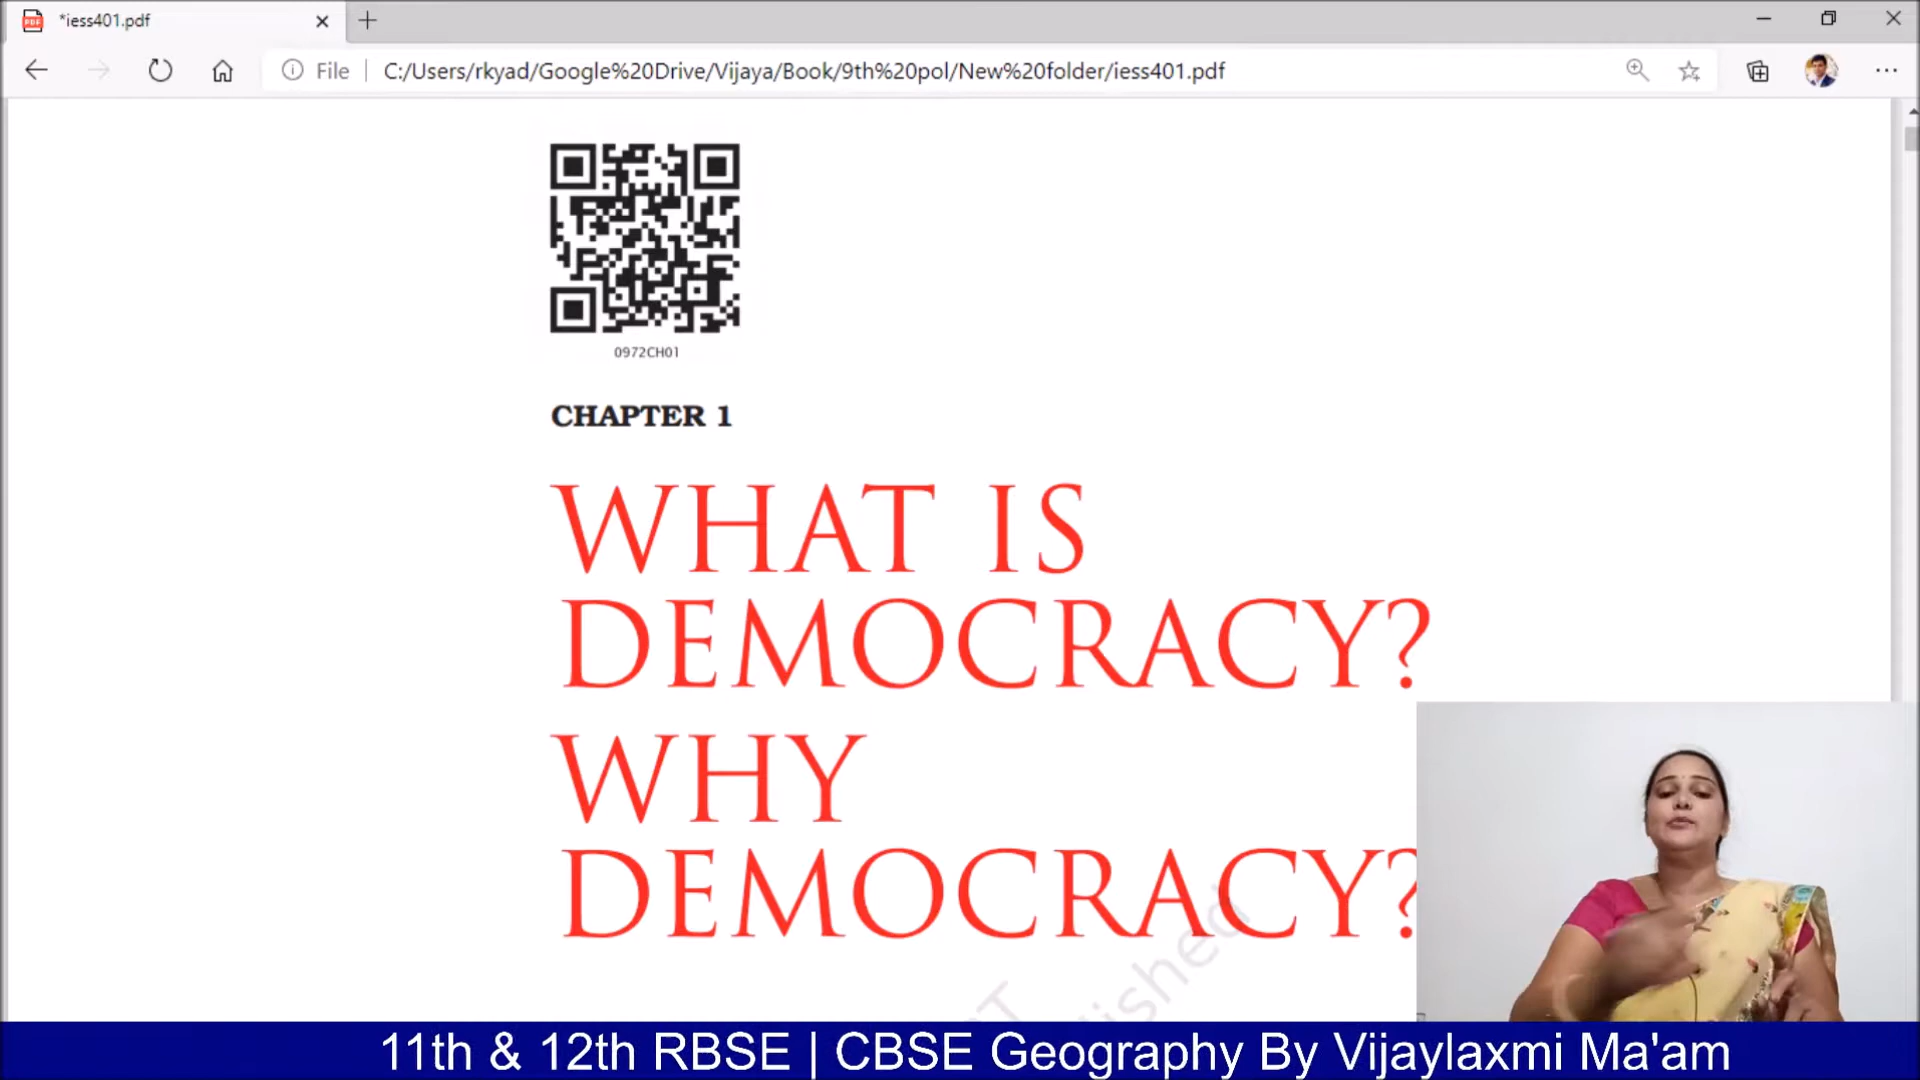 *iess401.pdf
File
C:/Users/rkyad/Google%20Drive/Vijaya/Book/9th%20pol/New%20folder/iess401.pdf
0972CH01
CHAPTER 1
WHAT IS
DEMOCRACY?
WHY
DEMOCRACY?
11th & 12th RBSE | CBSE Geography By Vijaylaxmi Ma'am